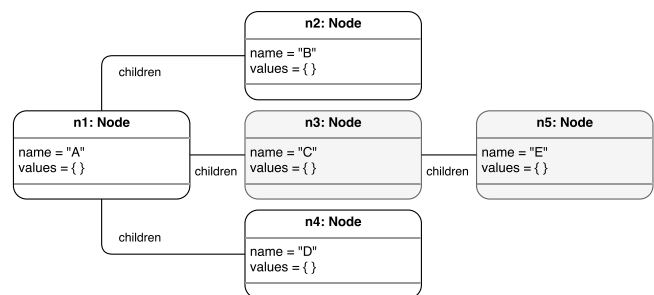 n2: Node
name = "B"
values = { }
children
n1: Node
name = "A"
values = { }
children
n3: Node
name = "C"
values = { }
children
n5: Node
name = "E"
values = { }
children
n4: Node
name = "D"
values = { }